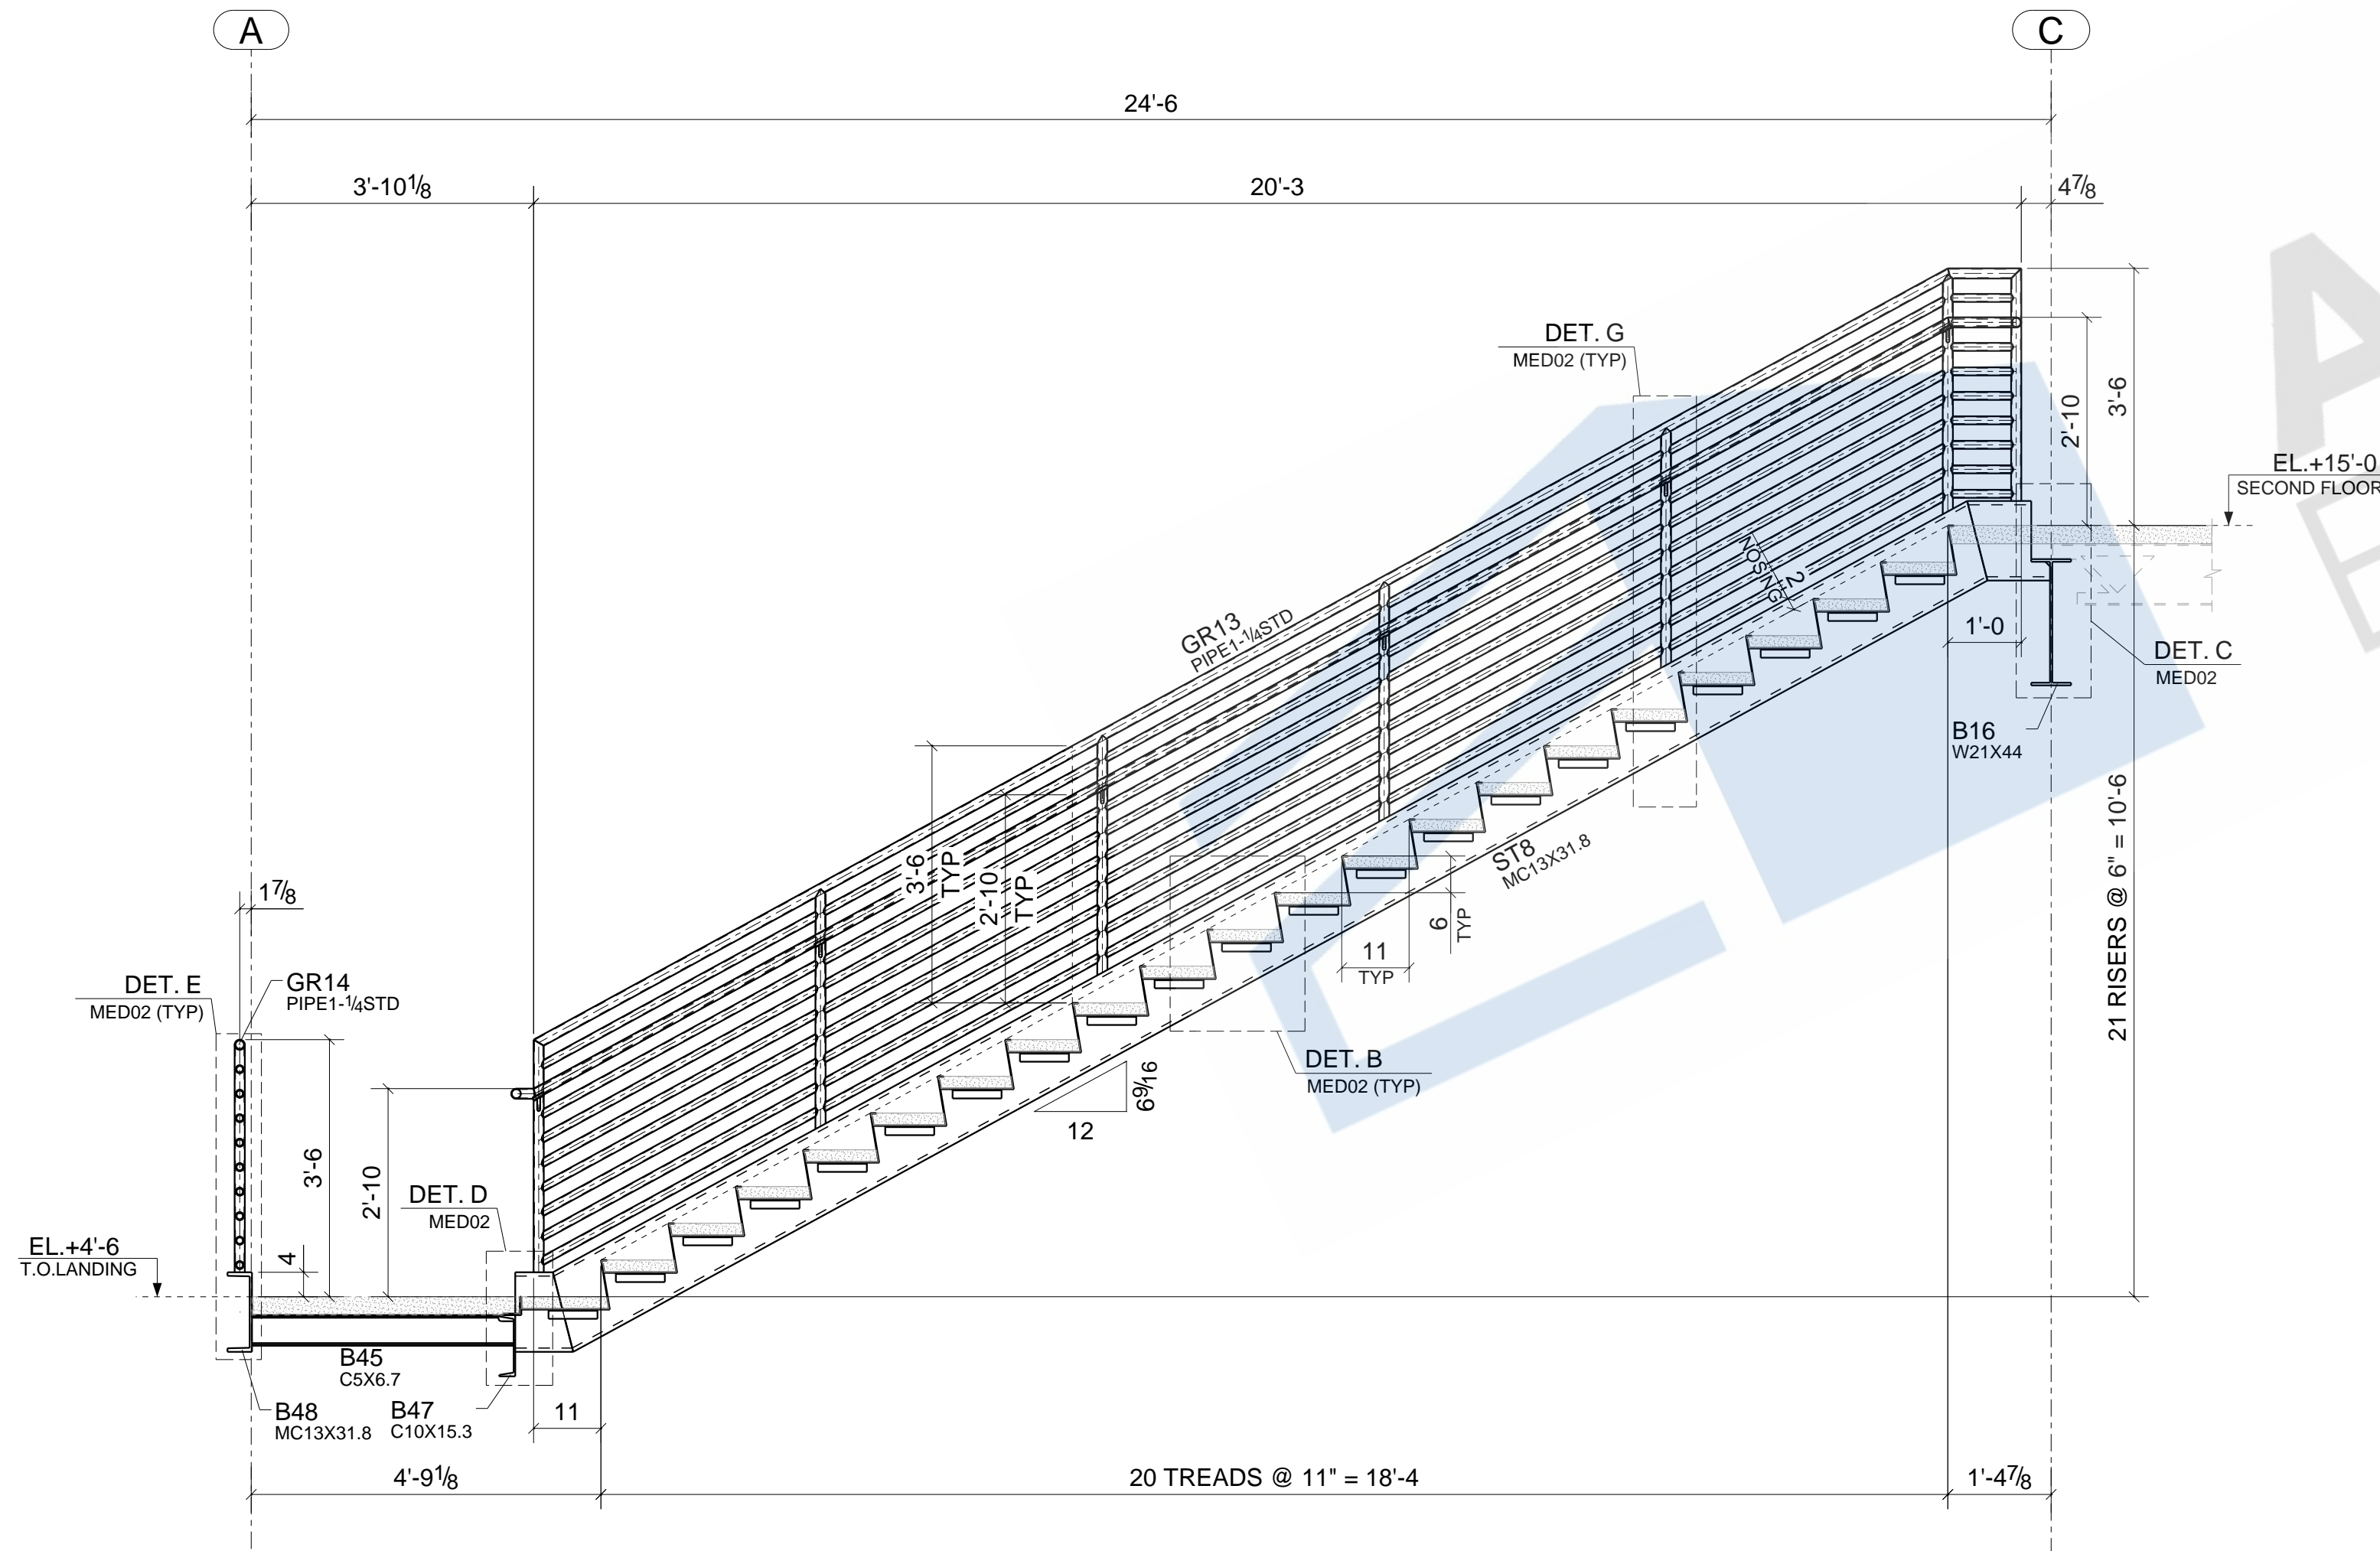 A
C
24'-6
3'-10 1/8
20'-3
4 7/8
DET. G
MED02 (TYP)
3'-6
2'-10
EL.+15'-0
SECOND FLOOR
2
NOSNG
GR13
PIPE1-1/4STD
1'-0
DET. C
MED02
B16
W21X44
3'-6
TYP
2'-10
TYP
ST8
MC13X31.8
21 RISERS @ 6" = 10'-6
1 7/8
6
TYP
11
TYP
DET. E
MED02 (TYP)
GR14
PIPE1-1/4STD
DET. B
MED02 (TYP)
6 9/16
12
3'-6
2'-10
DET. D
MED02
EL.+4'-6
T.O.LANDING
4
B45
C5X6.7
B48
MC13X31.8
B47
C10X15.3
11
4'-9 1/8
20 TREADS @ 11" = 18'-4
1'-4 7/8
A
E